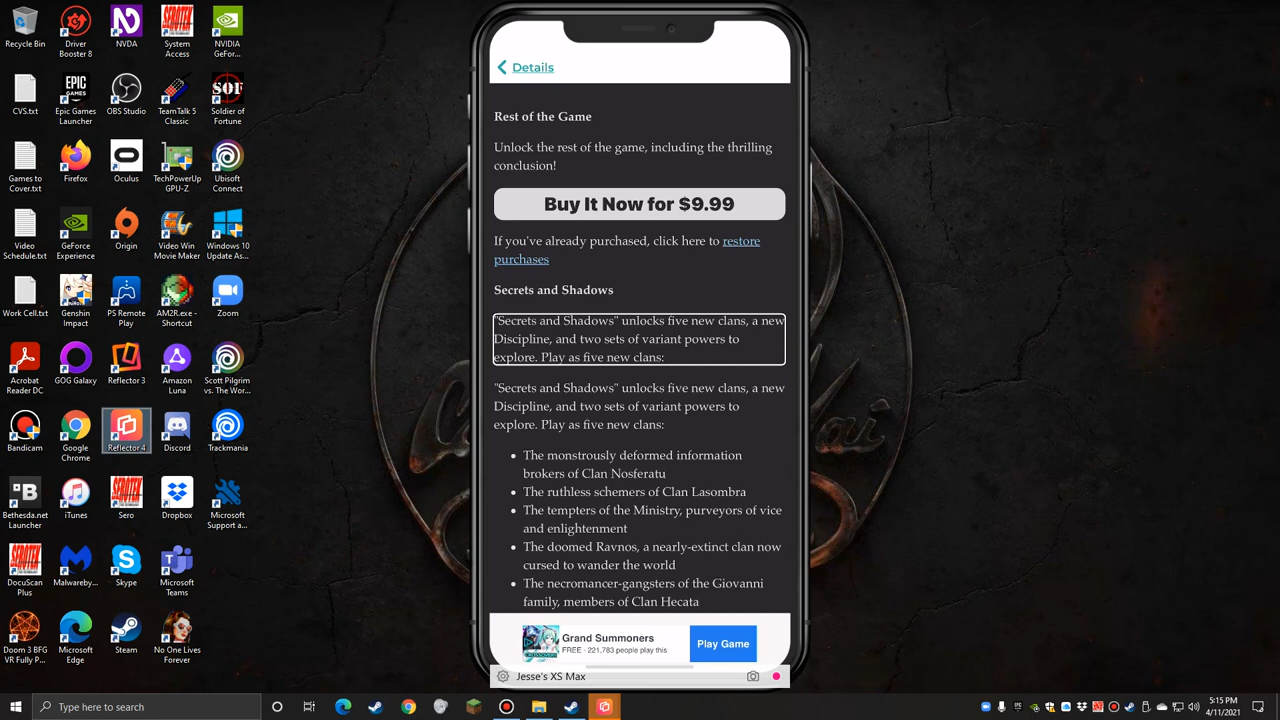 Recycle Bin
Driver
Booster 8
NVDA
System
Access
NVIDIA
GeFor...
CVS.txt
Epic Games
Launcher
OBS Studio
TeamTalk 5
Classic
Soldier of
Fortune
Games to
Cover.txt
Firefox
Oculus
TechPowerUp
GPU-Z
Ubisoft
Connect
Video
Schedule.txt
GeForce
Experience
Origin
Video Win
Movie Maker
Windows 10
Update As...
Work Cell.txt
Genshin
Impact
PS Remote
Play
AM2R.exe -
Shortcut
Zoom
Acrobat
Reader DC
GOG Galaxy
Reflector 3
Amazon
Luna
Scott Pilgrim
vs. The Wor...
Bandicam
Google
Chrome
Reflector 4
Discord
Trackmania
Bethesda.net
Launcher
iTunes
Sero
Dropbox
Microsoft
Support a...
DocuScan
Plus
Malwareby...
Skype
Microsoft
Teams
Doom 3 BFG
VR Fully P...
Microsoft
Edge
Steam
No One Lives
Forever
SEROTEK
SEROTEK
SEROTEK
SEROTEK
EPIC
GAMES
SOF
Details
Rest of the Game
Unlock the rest of the game, including the thrilling
conclusion!
Buy It Now for $9.99
If you've already purchased, click here to restore
purchases
Secrets and Shadows
"Secrets and Shadows" unlocks five new clans, a new
Discipline, and two sets of variant powers to
explore. Play as five new clans:
"Secrets and Shadows" unlocks five new clans, a new
Discipline, and two sets of variant powers to
explore. Play as five new clans:
• The monstrously deformed information
brokers of Clan Nosferatu
• The ruthless schemers of Clan Lasombra
• The tempters of the Ministry, purveyors of vice
and enlightenment
• The doomed Ravnos, a nearly-extinct clan now
cursed to wander the world
• The necromancer-gangsters of the Giovanni
family, members of Clan Hecata
Grand Summoners
FREE · 221,783 people play this
Play Game
Jesse's XS Max
Type here to search
5:15 PM
4/11/2021